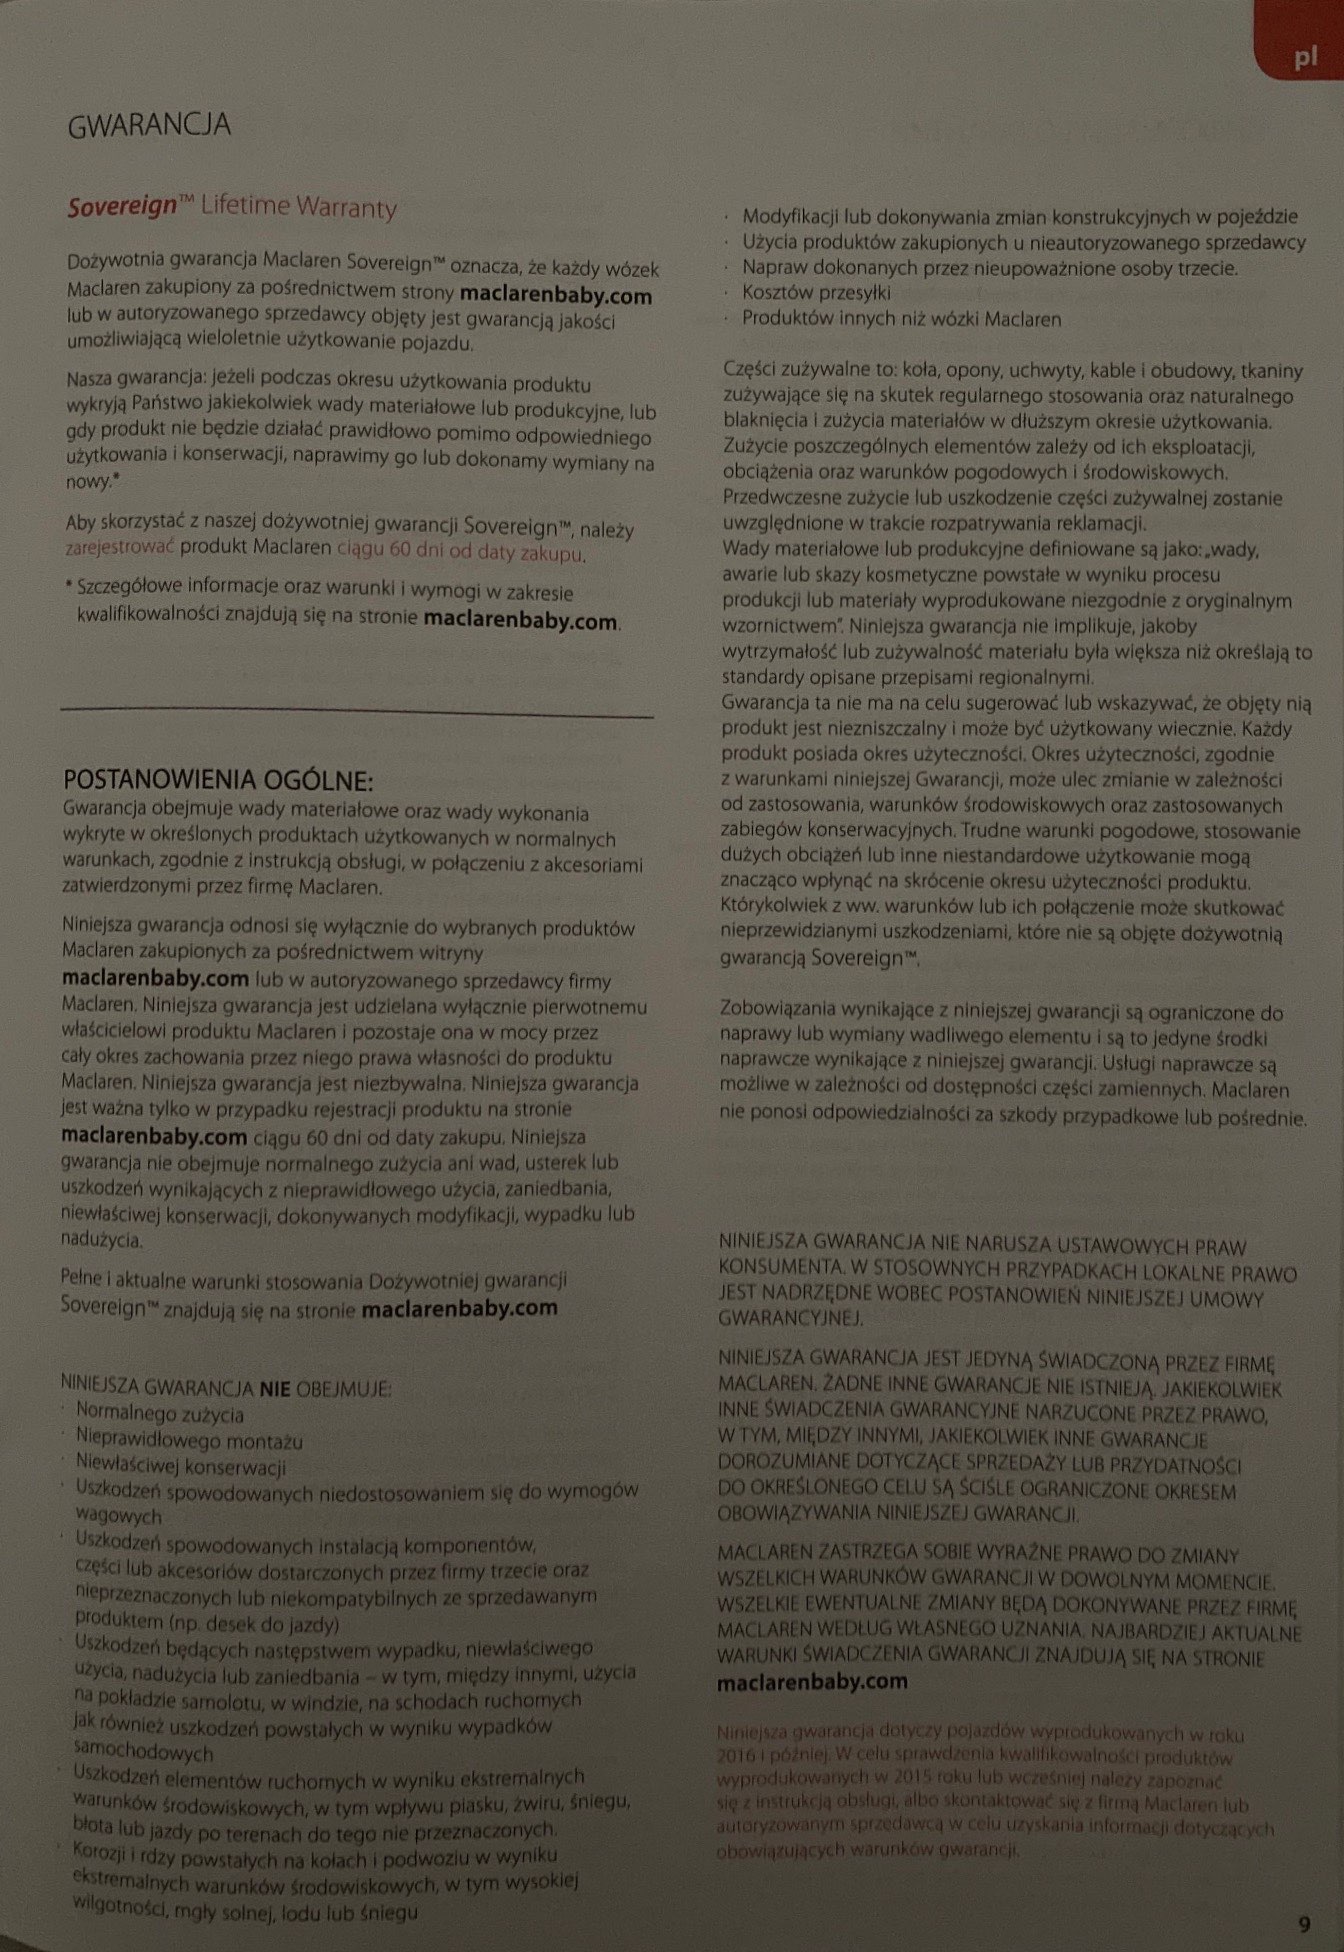 pl
GWARANCJA
Sovereign™ Lifetime Warranty
Dożywotnia gwarancja Maclaren Sovereign™ oznacza, że każdy wózek
Maclaren zakupiony za pośrednictwem strony maclarenbaby.com
lub w autoryzowanego sprzedawcy objęty jest gwarancją jakości
umożliwiającą wieloletnie użytkowanie pojazdu.
Nasza gwarancja: jeżeli podczas okresu użytkowania produktu
wykryją Państwo jakiekolwiek wady materiałowe lub produkcyjne, lub
gdy produkt nie będzie działać prawidłowo pomimo odpowiedniego
użytkowania i konserwacji, naprawimy go lub dokonamy wymiany na
nowy.*
Aby skorzystać z naszej dożywotniej gwarancji Sovereign™, należy
zarejestrować produkt Maclaren ciągu 60 dni od daty zakupu.
* Szczegółowe informacje oraz warunki i wymogi w zakresie
kwalifikowalności znajdują się na stronie maclarenbaby.com.
POSTANOWIENIA OGÓLNE:
Gwarancja obejmuje wady materiałowe oraz wady wykonania
wykryte w określonych produktach użytkowanych w normalnych
warunkach, zgodnie z instrukcją obsługi, w połączeniu z akcesoriami
zatwierdzonymi przez firmę Maclaren.
Niniejsza gwarancja odnosi się wyłącznie do wybranych produktów
Maclaren zakupionych za pośrednictwem witryny
maclarenbaby.com lub w autoryzowanego sprzedawcy firmy
Maclaren. Niniejsza gwarancja jest udzielana wyłącznie pierwotnemu
właścicielowi produktu Maclaren i pozostaje ona w mocy przez
cały okres zachowania przez niego prawa własności do produktu
Maclaren. Niniejsza gwarancja jest niezbywalna. Niniejsza gwarancja
jest ważna tylko w przypadku rejestracji produktu na stronie
maclarenbaby.com ciągu 60 dni od daty zakupu. Niniejsza
gwarancja nie obejmuje normalnego zużycia ani wad, usterek lub
uszkodzeń wynikających z nieprawidłowego użycia, zaniedbania,
niewłaściwej konserwacji, dokonywanych modyfikacji, wypadku lub
nadużycia.
Pełne i aktualne warunki stosowania Dożywotniej gwarancji
Sovereign™ znajdują się na stronie maclarenbaby.com
NINIEJSZA GWARANCJA NIE OBEJMUJE:
· Normalnego zużycia
· Nieprawidłowego montażu
· Niewłaściwej konserwacji
· Uszkodzeń spowodowanych niedostosowaniem się do wymogów
wagowych
· Uszkodzeń spowodowanych instalacją komponentów,
części lub akcesoriów dostarczonych przez firmy trzecie oraz
nieprzeznaczonych lub niekompatybilnych ze sprzedawanym
produktem (np. desek do jazdy)
· Uszkodzeń będących następstwem wypadku, niewłaściwego
użycia, nadużycia lub zaniedbania – w tym, między innymi, użycia
na pokładzie samolotu, w windzie, na schodach ruchomych
jak również uszkodzeń powstałych w wyniku wypadków
samochodowych
· Uszkodzeń elementów ruchomych w wyniku ekstremalnych
warunków środowiskowych, w tym wpływu piasku, żwiru, śniegu,
błota lub jazdy po terenach do tego nie przeznaczonych.
· Korozji i rdzy powstałych na kołach i podwoziu w wyniku
ekstremalnych warunków środowiskowych, w tym wysokiej
wilgotności, mgły solnej, lodu lub śniegu
· Modyfikacji lub dokonywania zmian konstrukcyjnych w pojeździe
· Użycia produktów zakupionych u nieautoryzowanego sprzedawcy
· Napraw dokonanych przez nieupoważnione osoby trzecie.
· Kosztów przesyłki
· Produktów innych niż wózki Maclaren
Części zużywalne to: koła, opony, uchwyty, kable i obudowy, tkaniny
zużywające się na skutek regularnego stosowania oraz naturalnego
blaknięcia i zużycia materiałów w dłuższym okresie użytkowania.
Zużycie poszczególnych elementów zależy od ich eksploatacji,
obciążenia oraz warunków pogodowych i środowiskowych.
Przedwczesne zużycie lub uszkodzenie części zużywalnej zostanie
uwzględnione w trakcie rozpatrywania reklamacji.
Wady materiałowe lub produkcyjne definiowane są jako: „wady,
awarie lub skazy kosmetyczne powstałe w wyniku procesu
produkcji lub materiały wyprodukowane niezgodnie z oryginalnym
wzornictwem”. Niniejsza gwarancja nie implikuje, jakoby
wytrzymałość lub zużywalność materiału była większa niż określają to
standardy opisane przepisami regionalnymi.
Gwarancja ta nie ma na celu sugerować lub wskazywać, że objęty nią
produkt jest niezniszczalny i może być użytkowany wiecznie. Każdy
produkt posiada okres użyteczności. Okres użyteczności, zgodnie
z warunkami niniejszej Gwarancji, może ulec zmianie w zależności
od zastosowania, warunków środowiskowych oraz zastosowanych
zabiegów konserwacyjnych. Trudne warunki pogodowe, stosowanie
dużych obciążeń lub inne niestandardowe użytkowanie mogą
znacząco wpłynąć na skrócenie okresu użyteczności produktu.
Którykolwiek z ww. warunków lub ich połączenie może skutkować
nieprzewidzianymi uszkodzeniami, które nie są objęte dożywotnią
gwarancją Sovereign™.
Zobowiązania wynikające z niniejszej gwarancji są ograniczone do
naprawy lub wymiany wadliwego elementu i są to jedyne środki
naprawcze wynikające z niniejszej gwarancji. Usługi naprawcze są
możliwe w zależności od dostępności części zamiennych. Maclaren
nie ponosi odpowiedzialności za szkody przypadkowe lub pośrednie.
NINIEJSZA GWARANCJA NIE NARUSZA USTAWOWYCH PRAW
KONSUMENTA. W STOSOWNYCH PRZYPADKACH LOKALNE PRAWO
JEST NADRZĘDNE WOBEC POSTANOWIEŃ NINIEJSZEJ UMOWY
GWARANCYJNEJ.
NINIEJSZA GWARANCJA JEST JEDYNĄ ŚWIADCZONĄ PRZEZ FIRMĘ
MACLAREN. ŻADNE INNE GWARANCJE NIE ISTNIEJĄ. JAKIEKOLWIEK
INNE ŚWIADCZENIA GWARANCYJNE NARZUCONE PRZEZ PRAWO,
W TYM, MIĘDZY INNYMI, JAKIEKOLWIEK INNE GWARANCJE
DOROZUMIANE DOTYCZĄCE SPRZEDAŻY LUB PRZYDATNOŚCI
DO OKREŚLONEGO CELU SĄ ŚCIŚLE OGRANICZONE OKRESEM
OBOWIĄZYWANIA NINIEJSZEJ GWARANCJI.
MACLAREN ZASTRZEGA SOBIE WYRAŹNE PRAWO DO ZMIANY
WSZELKICH WARUNKÓW GWARANCJI W DOWOLNYM MOMENCIE.
WSZELKIE EWENTUALNE ZMIANY BĘDĄ DOKONYWANE PRZEZ FIRMĘ
MACLAREN WEDŁUG WŁASNEGO UZNANIA. NAJBARDZIEJ AKTUALNE
WARUNKI ŚWIADCZENIA GWARANCJI ZNAJDUJĄ SIĘ NA STRONIE
maclarenbaby.com
Niniejsza gwarancja dotyczy pojazdów wyprodukowanych w roku
2016 i później. W celu sprawdzenia kwalifikowalności produktów
wyprodukowanych w 2015 roku lub wcześniej należy zapoznać
się z instrukcją obsługi, albo skontaktować się z firmą Maclaren lub
autoryzowanym sprzedawcą w celu uzyskania informacji dotyczących
obowiązujących warunków gwarancji.
9